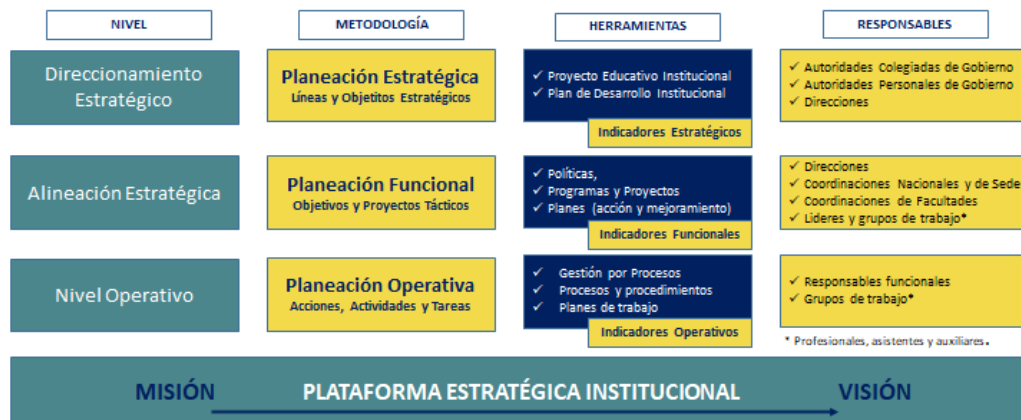 NIVEL
METODOLOGÍA
HERRAMIENTAS
RESPONSABLES
Direccionamiento
Estratégico
Planeación Estratégica
Líneas y Objetitos Estratégicos
✓ Proyecto Educativo Institucional
✓ Plan de Desarrollo Institucional
Indicadores Estratégicos
✓ Autoridades Colegiadas de Gobierno
✓ Autoridades Personales de Gobierno
✓ Direcciones
Alineación Estratégica
Planeación Funcional
Objetivos y Proyectos Tácticos
✓ Políticas,
✓ Programas y Proyectos
✓ Planes (acción y mejoramiento)
Indicadores Funcionales
✓ Direcciones
✓ Coordinaciones Nacionales y de Sede
✓ Coordinaciones de Facultades
✓ Lideres y grupos de trabajo*
Nivel Operativo
Planeación Operativa
Acciones, Actividades y Tareas
✓ Gestión por Procesos
✓ Procesos y procedimientos
✓ Planes de trabajo
Indicadores Operativos
✓ Responsables funcionales
✓ Grupos de trabajo*
* Profesionales, asistentes y auxiliares.
MISIÓN PLATAFORMA ESTRATÉGICA INSTITUCIONAL VISIÓN